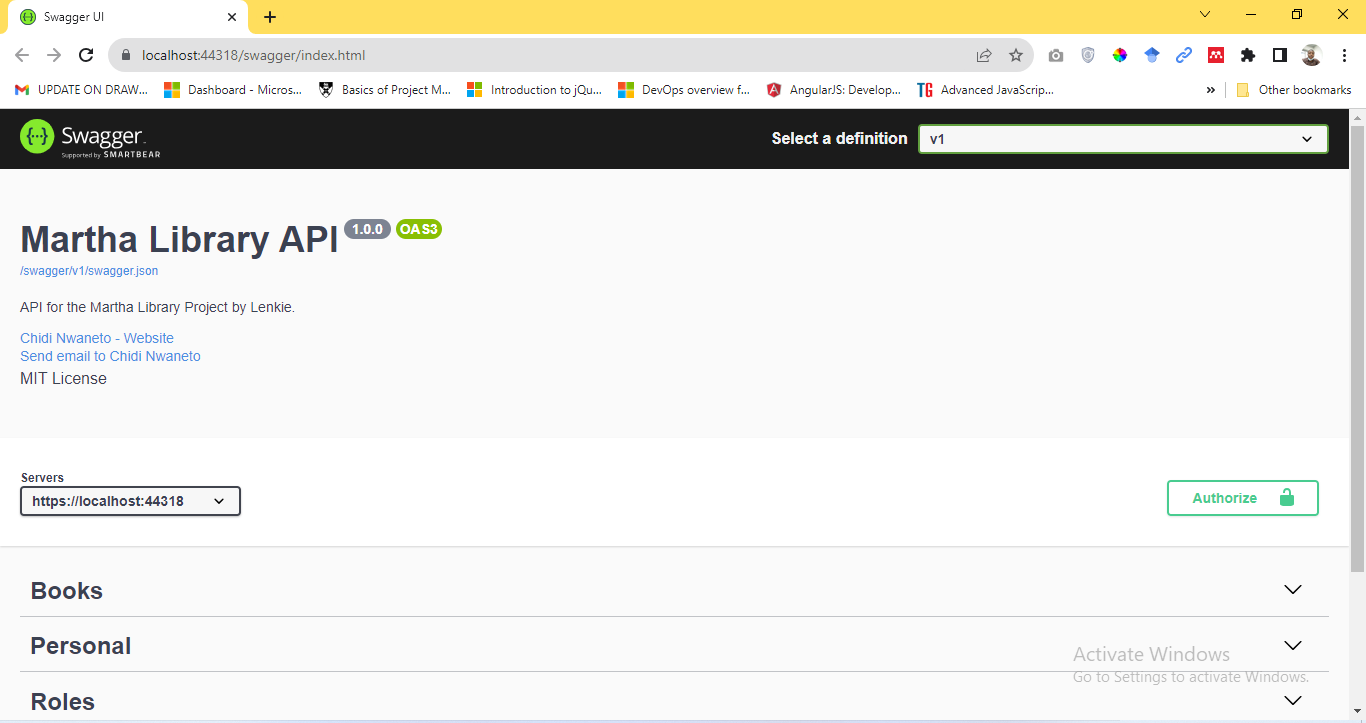 Swagger UI
localhost:44318/swagger/index.html
UPDATE ON DRAW...
Dashboard - Micros...
Basics of Project M...
Introduction to jQu...
DevOps overview f...
AngularJS: Develop...
TG Advanced JavaScrip...
»
Other bookmarks
{··} Swagger.
Supported by SMARTBEAR
Select a definition
v1
Martha Library API 1.0.0 OAS3
/swagger/v1/swagger.json
API for the Martha Library Project by Lenkie.
Chidi Nwaneto - Website
Send email to Chidi Nwaneto
MIT License
Servers
https://localhost:44318
Authorize
Books
Personal
Activate Windows
Go to Settings to activate Windows.
Roles